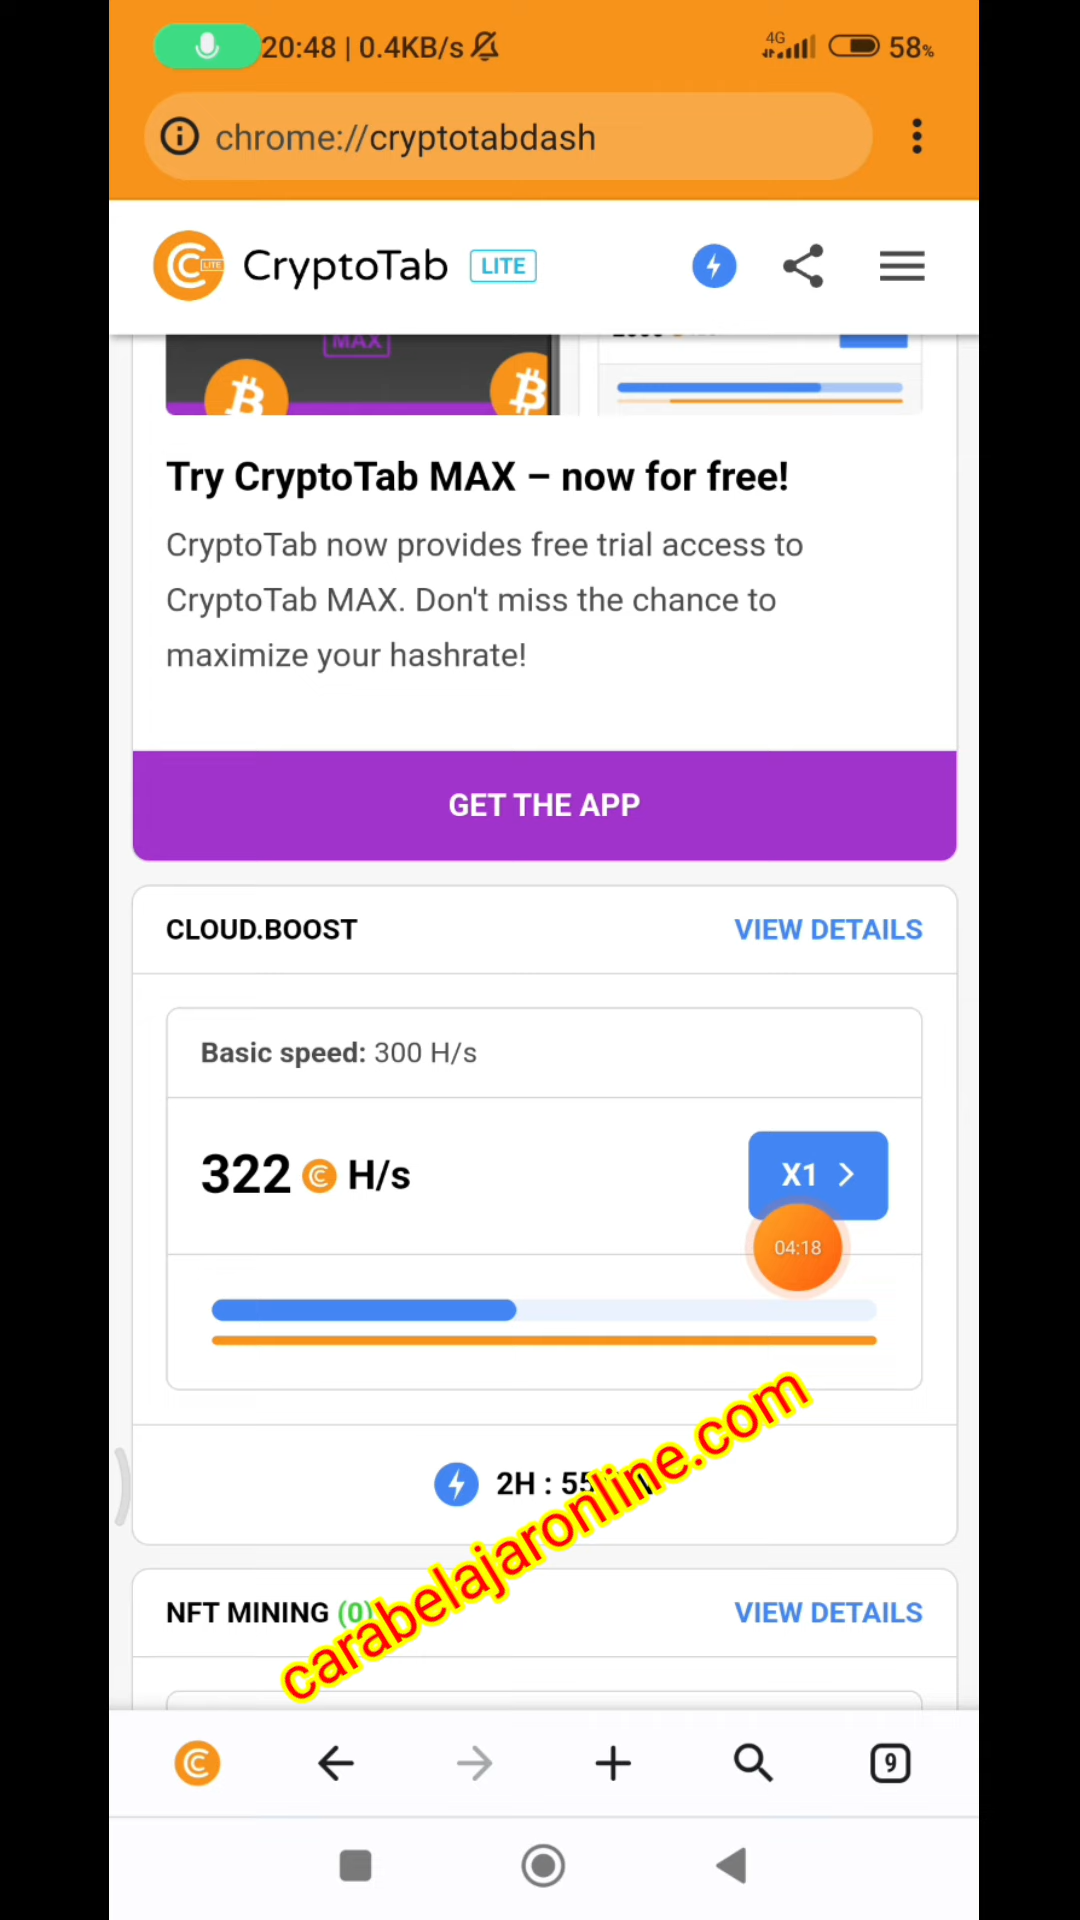 20:48 | 0.4KB/s 4G 58%
chrome://cryptotabdash
C LITE CryptoTab LITE
MAX
Try CryptoTab MAX – now for free!
CryptoTab now provides free trial access to
CryptoTab MAX. Don't miss the chance to
maximize your hashrate!
GET THE APP
CLOUD.BOOST VIEW DETAILS
Basic speed: 300 H/s
322 C H/s X1
04:18
2H : 55
carabelajaronline.com
NFT MINING (0) VIEW DETAILS
C 9